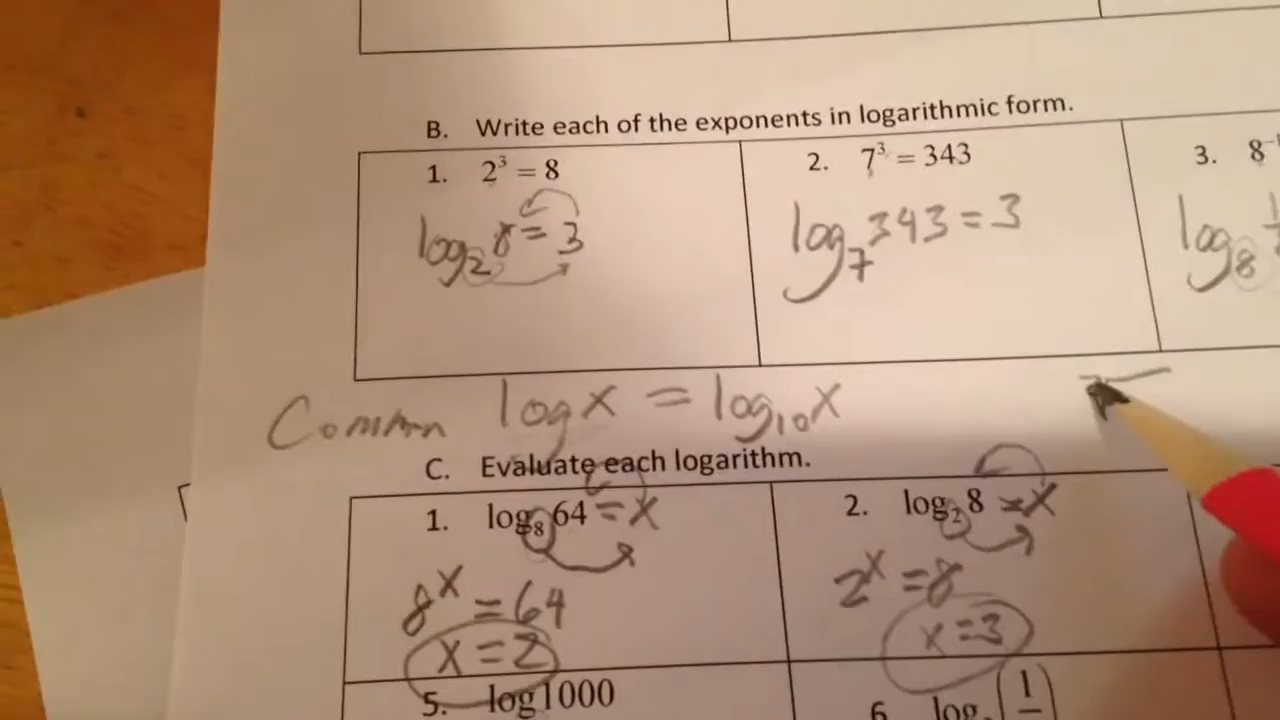 B. Write each of the exponents in logarithmic form.
1. 2³ = 8
2. 7³ = 343
3. 8⁻
log₂ 8 = 3
log₇ 343 = 3
log₈
Common log x = log₁₀ x
C. Evaluate each logarithm.
1. log₈ 64 = x
2. log₂ 8 = x
8ˣ = 64
2ˣ = 8
x = 2
x = 3
5. log1000
6. log (1